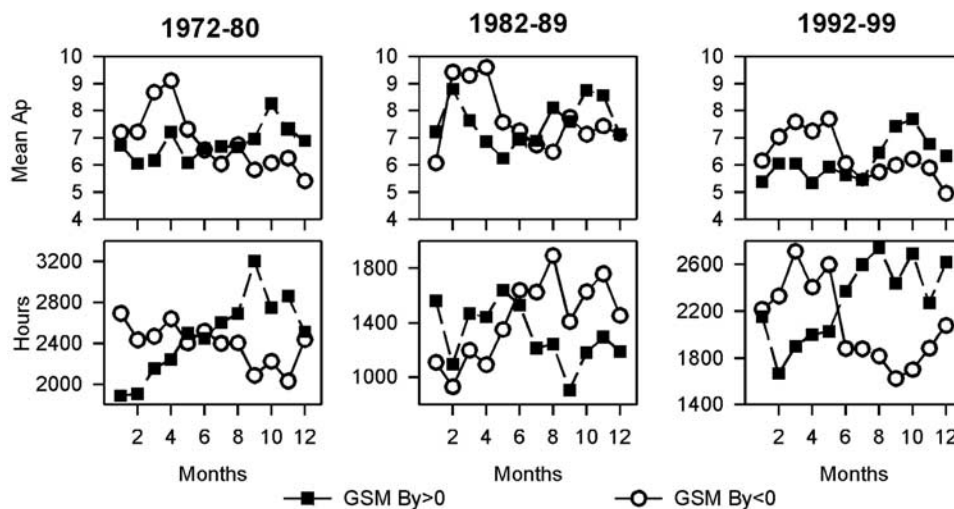 1972-80 1982-89 1992-99
Mean Ap
10 10 10
9 9 9
8 8 8
7 7 7
6 6 6
5 5 5
4 4 4
Hours
3200 1800 2600
2800 1400 2200
2400 1000 1800
2000 1400
2 4 6 8 10 12 2 4 6 8 10 12 2 4 6 8 10 12
Months Months Months
GSM By>0 GSM By<0